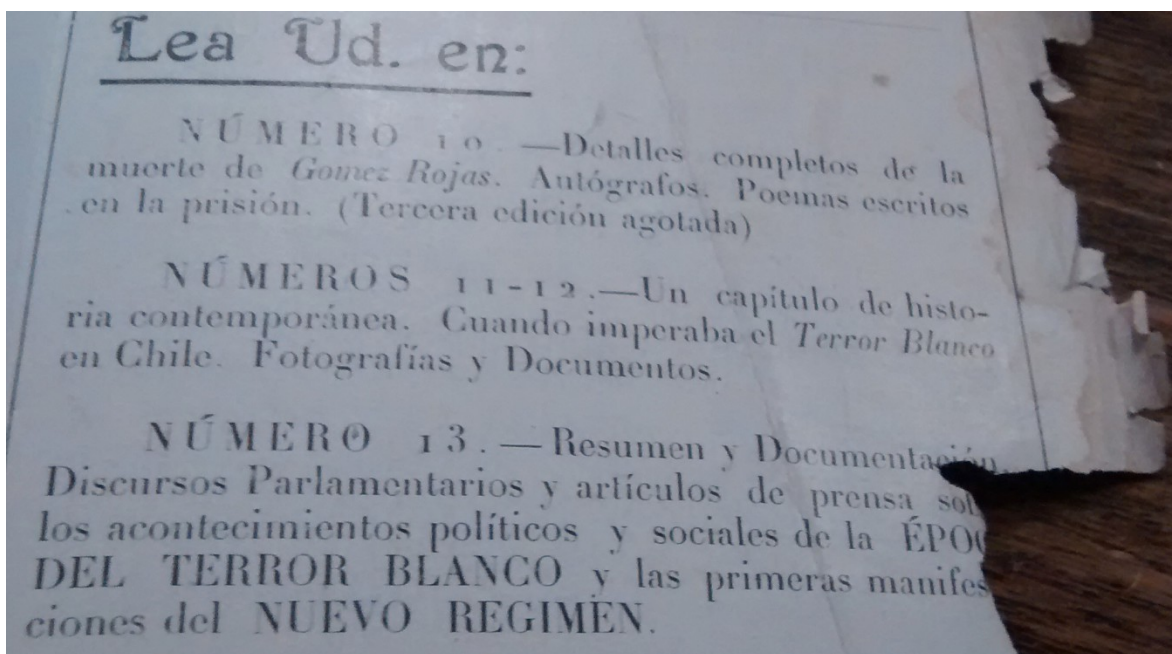 Lea Ud. en:
NÚMERO 10.—Detalles completos de la
muerte de Gomez Rojas. Autógrafos. Poemas escritos
en la prisión. (Tercera edición agotada)
NÚMEROS 11-12.—Un capítulo de histo-
ria contemporánea. Cuando imperaba el Terror Blanco
en Chile. Fotografías y Documentos.
NÚMERO 13.—Resumen y Documentación.
Discursos Parlamentarios y artículos de prensa
los acontecimientos políticos y sociales de la
DEL TERROR BLANCO y las primeras
ciones del NUEVO REGIMEN.